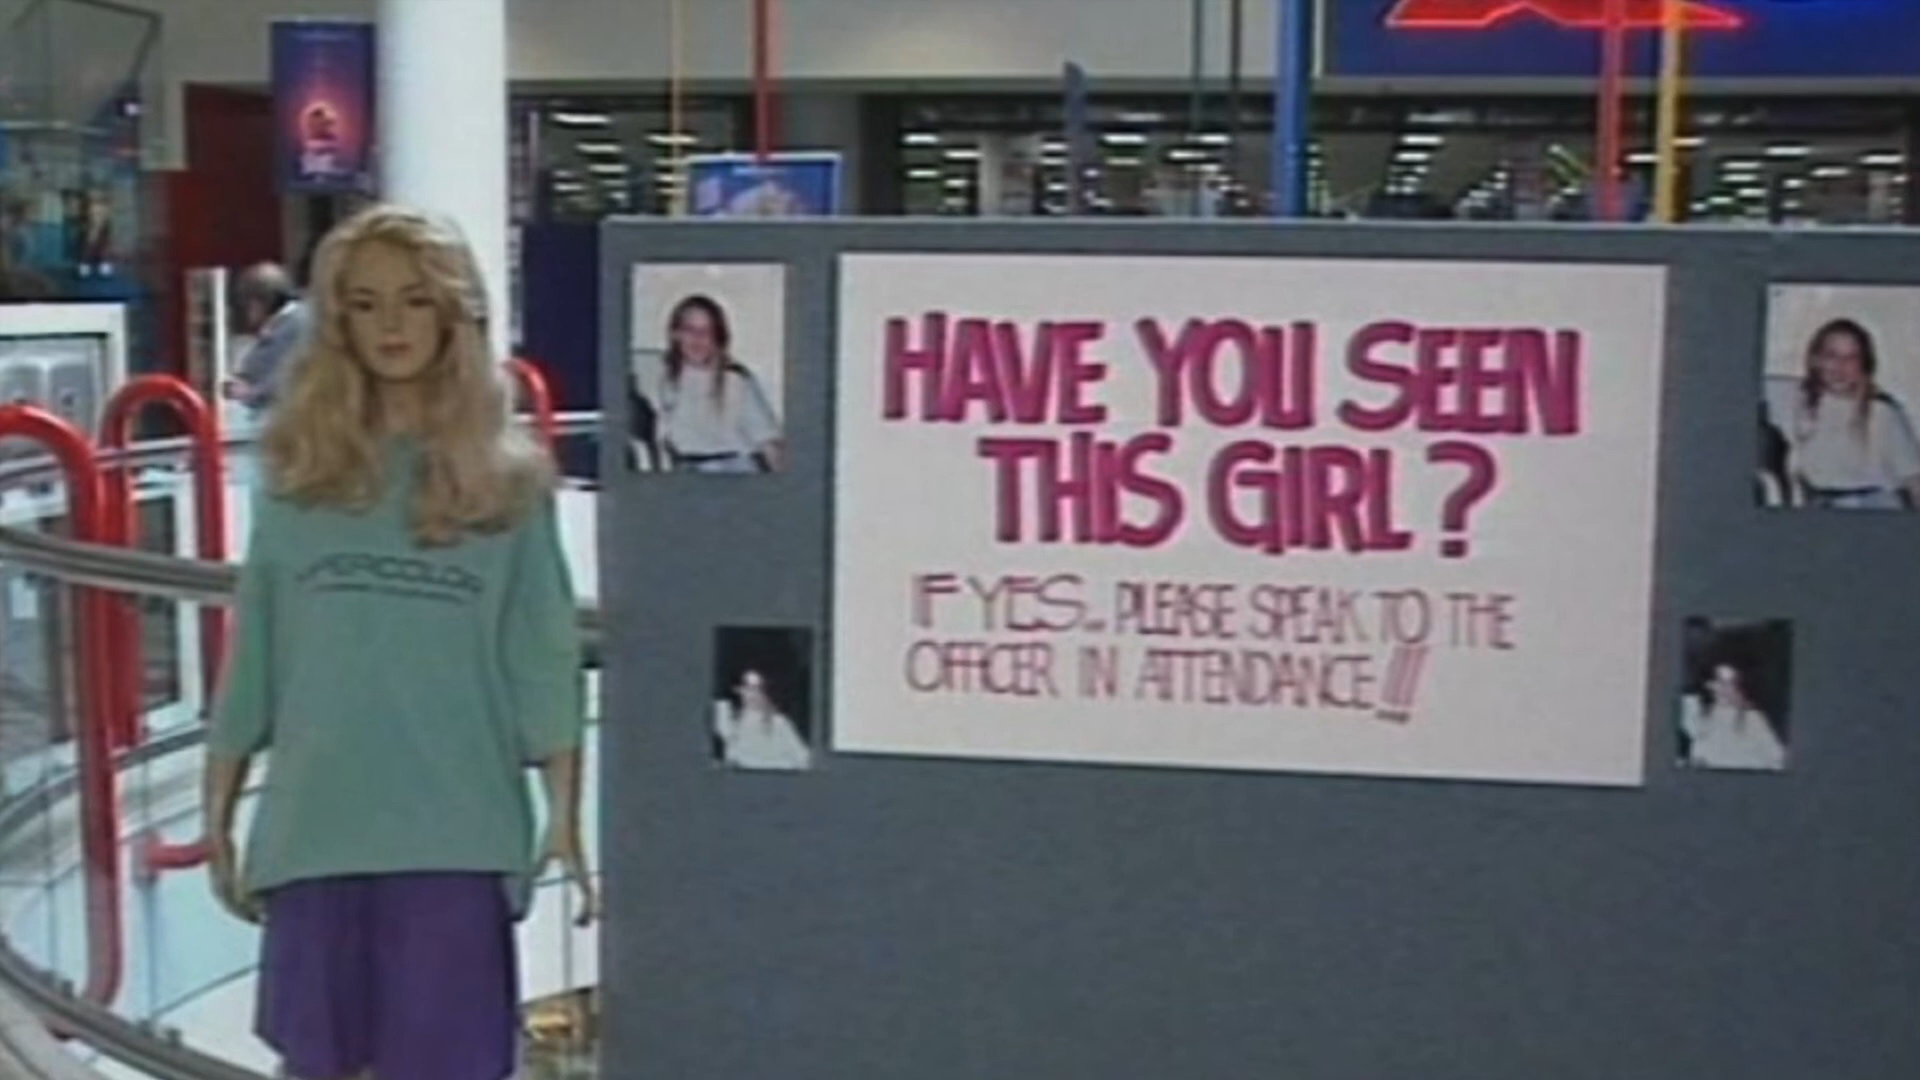 HAVE YOU SEEN
THIS GIRL?
IF YES.. PLEASE SPEAK TO THE
OFFICER IN ATTENDANCE!!!